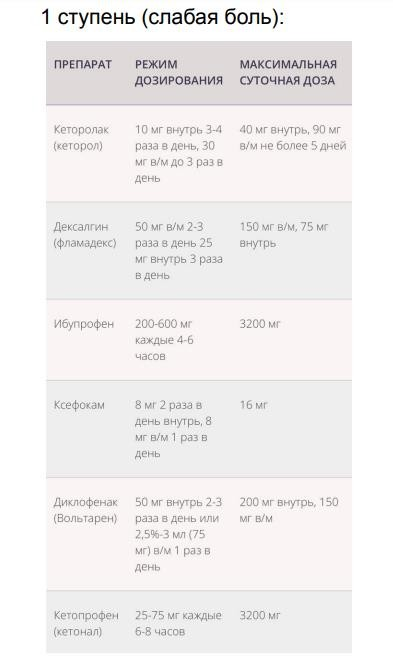 1 ступень (слабая боль):
ПРЕПАРАТ
РЕЖИМ
ДОЗИРОВАНИЯ
МАКСИМАЛЬНАЯ
СУТОЧНАЯ ДОЗА
Кеторолак
(кеторол)
10 мг внутрь 3-4
раза в день, 30
мг в/м до 3 раз в
день
40 мг внутрь, 90 мг
в/м не более 5 дней
Дексалгин
(фламадекс)
50 мг в/м 2-3
раза в день 25
мг внутрь 3 раза
в день
150 мг в/м, 75 мг
внутрь
Ибупрофен
200-600 мг
каждые 4-6
часов
3200 мг
Ксефокам
8 мг 2 раза в
день внутрь, 8
мг в/м 1 раз в
день
16 мг
Диклофенак
(Вольтарен)
50 мг внутрь 2-3
раза в день или
2,5%-3 мл (75
мг) в/м 1 раз в
день
200 мг внутрь, 150
мг в/м
Кетопрофен
(кетонал)
25-75 мг каждые
6-8 часов
3200 мг